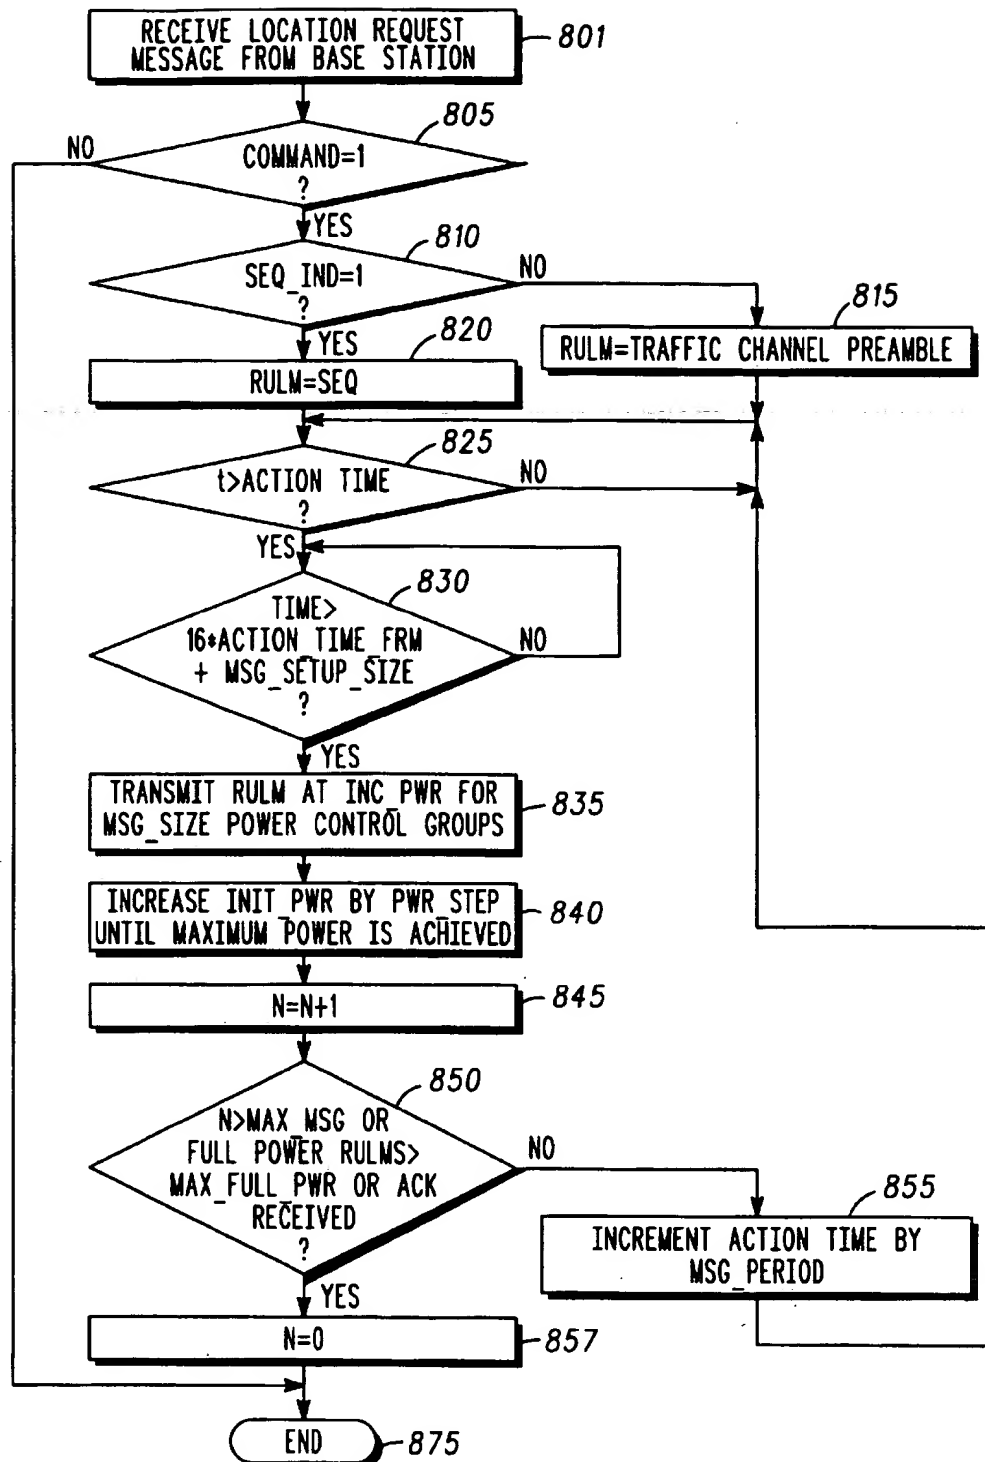 RECEIVE LOCATION REQUEST
MESSAGE FROM BASE STATION
801
805
NO
COMMAND=1
?
YES
810
SEQ_IND=1
?
NO
YES
815
RULM=TRAFFIC CHANNEL PREAMBLE
820
RULM=SEQ
825
t>ACTION TIME
?
NO
YES
830
TIME>
16*ACTION_TIME_FRM
+ MSG_SETUP_SIZE
?
NO
YES
TRANSMIT RULM AT INC_PWR FOR
MSG_SIZE POWER CONTROL GROUPS
835
INCREASE INIT_PWR BY PWR_STEP
UNTIL MAXIMUM POWER IS ACHIEVED
840
N=N+1
845
850
N>MAX_MSG OR
FULL POWER RULMS>
MAX_FULL_PWR OR ACK
RECEIVED
?
NO
YES
855
INCREMENT ACTION TIME BY
MSG_PERIOD
N=0
857
END
875